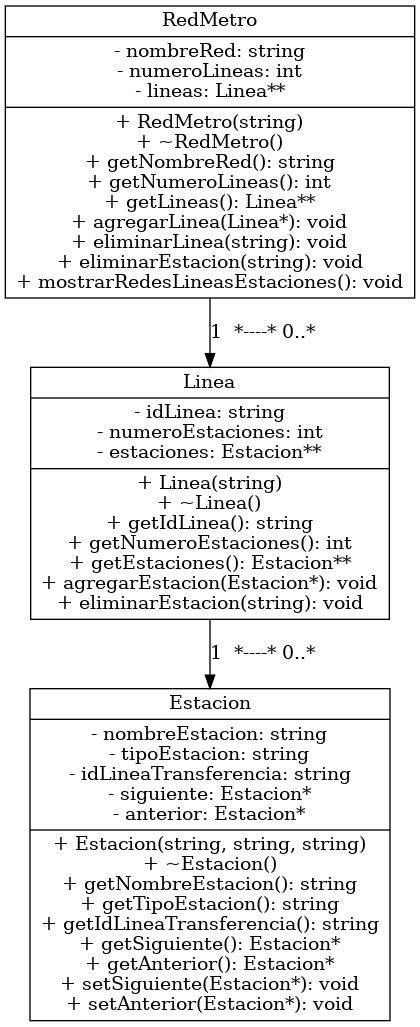 RedMetro
- nombreRed: string
- numeroLineas: int
- lineas: Linea**
+ RedMetro(string)
+ ~RedMetro()
+ getNombreRed(): string
+ getNumeroLineas(): int
+ getLineas(): Linea**
+ agregarLinea(Linea*): void
+ eliminarLinea(string): void
+ eliminarEstacion(string): void
+ mostrarRedesLineasEstaciones(): void
1  *----* 0..*
Linea
- idLinea: string
- numeroEstaciones: int
- estaciones: Estacion**
+ Linea(string)
+ ~Linea()
+ getIdLinea(): string
+ getNumeroEstaciones(): int
+ getEstaciones(): Estacion**
+ agregarEstacion(Estacion*): void
+ eliminarEstacion(string): void
1  *----* 0..*
Estacion
- nombreEstacion: string
- tipoEstacion: string
- idLineaTransferencia: string
- siguiente: Estacion*
- anterior: Estacion*
+ Estacion(string, string, string)
+ ~Estacion()
+ getNombreEstacion(): string
+ getTipoEstacion(): string
+ getIdLineaTransferencia(): string
+ getSiguiente(): Estacion*
+ getAnterior(): Estacion*
+ setSiguiente(Estacion*): void
+ setAnterior(Estacion*): void